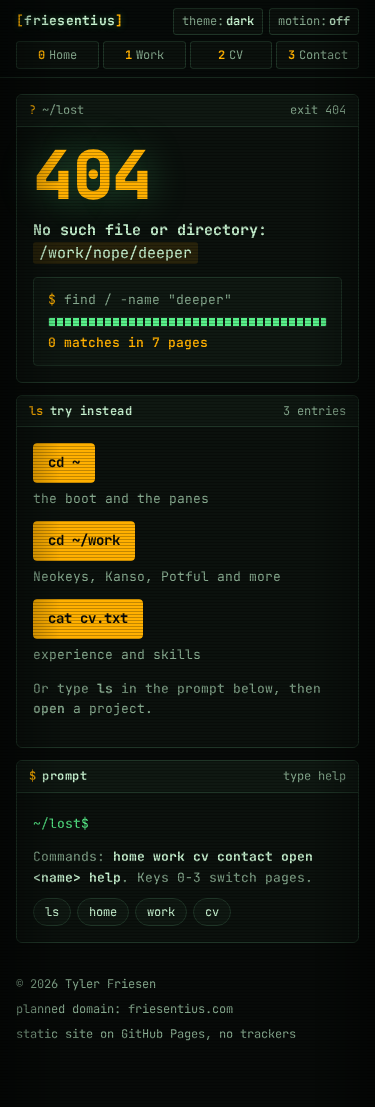 [friesentius]
theme: dark
motion: off
0 Home
1 Work
2 CV
3 Contact
? ~/lost
exit 404
404
No such file or directory:
/work/nope/deeper
$ find / -name "deeper"
0 matches in 7 pages
ls try instead
3 entries
cd ~
the boot and the panes
cd ~/work
Neokeys, Kanso, Potful and more
cat cv.txt
experience and skills
Or type ls in the prompt below, then
open a project.
$ prompt
type help
~/lost$
Commands: home work cv contact open
<name> help. Keys 0-3 switch pages.
ls
home
work
cv
© 2026 Tyler Friesen
planned domain: friesentius.com
static site on GitHub Pages, no trackers